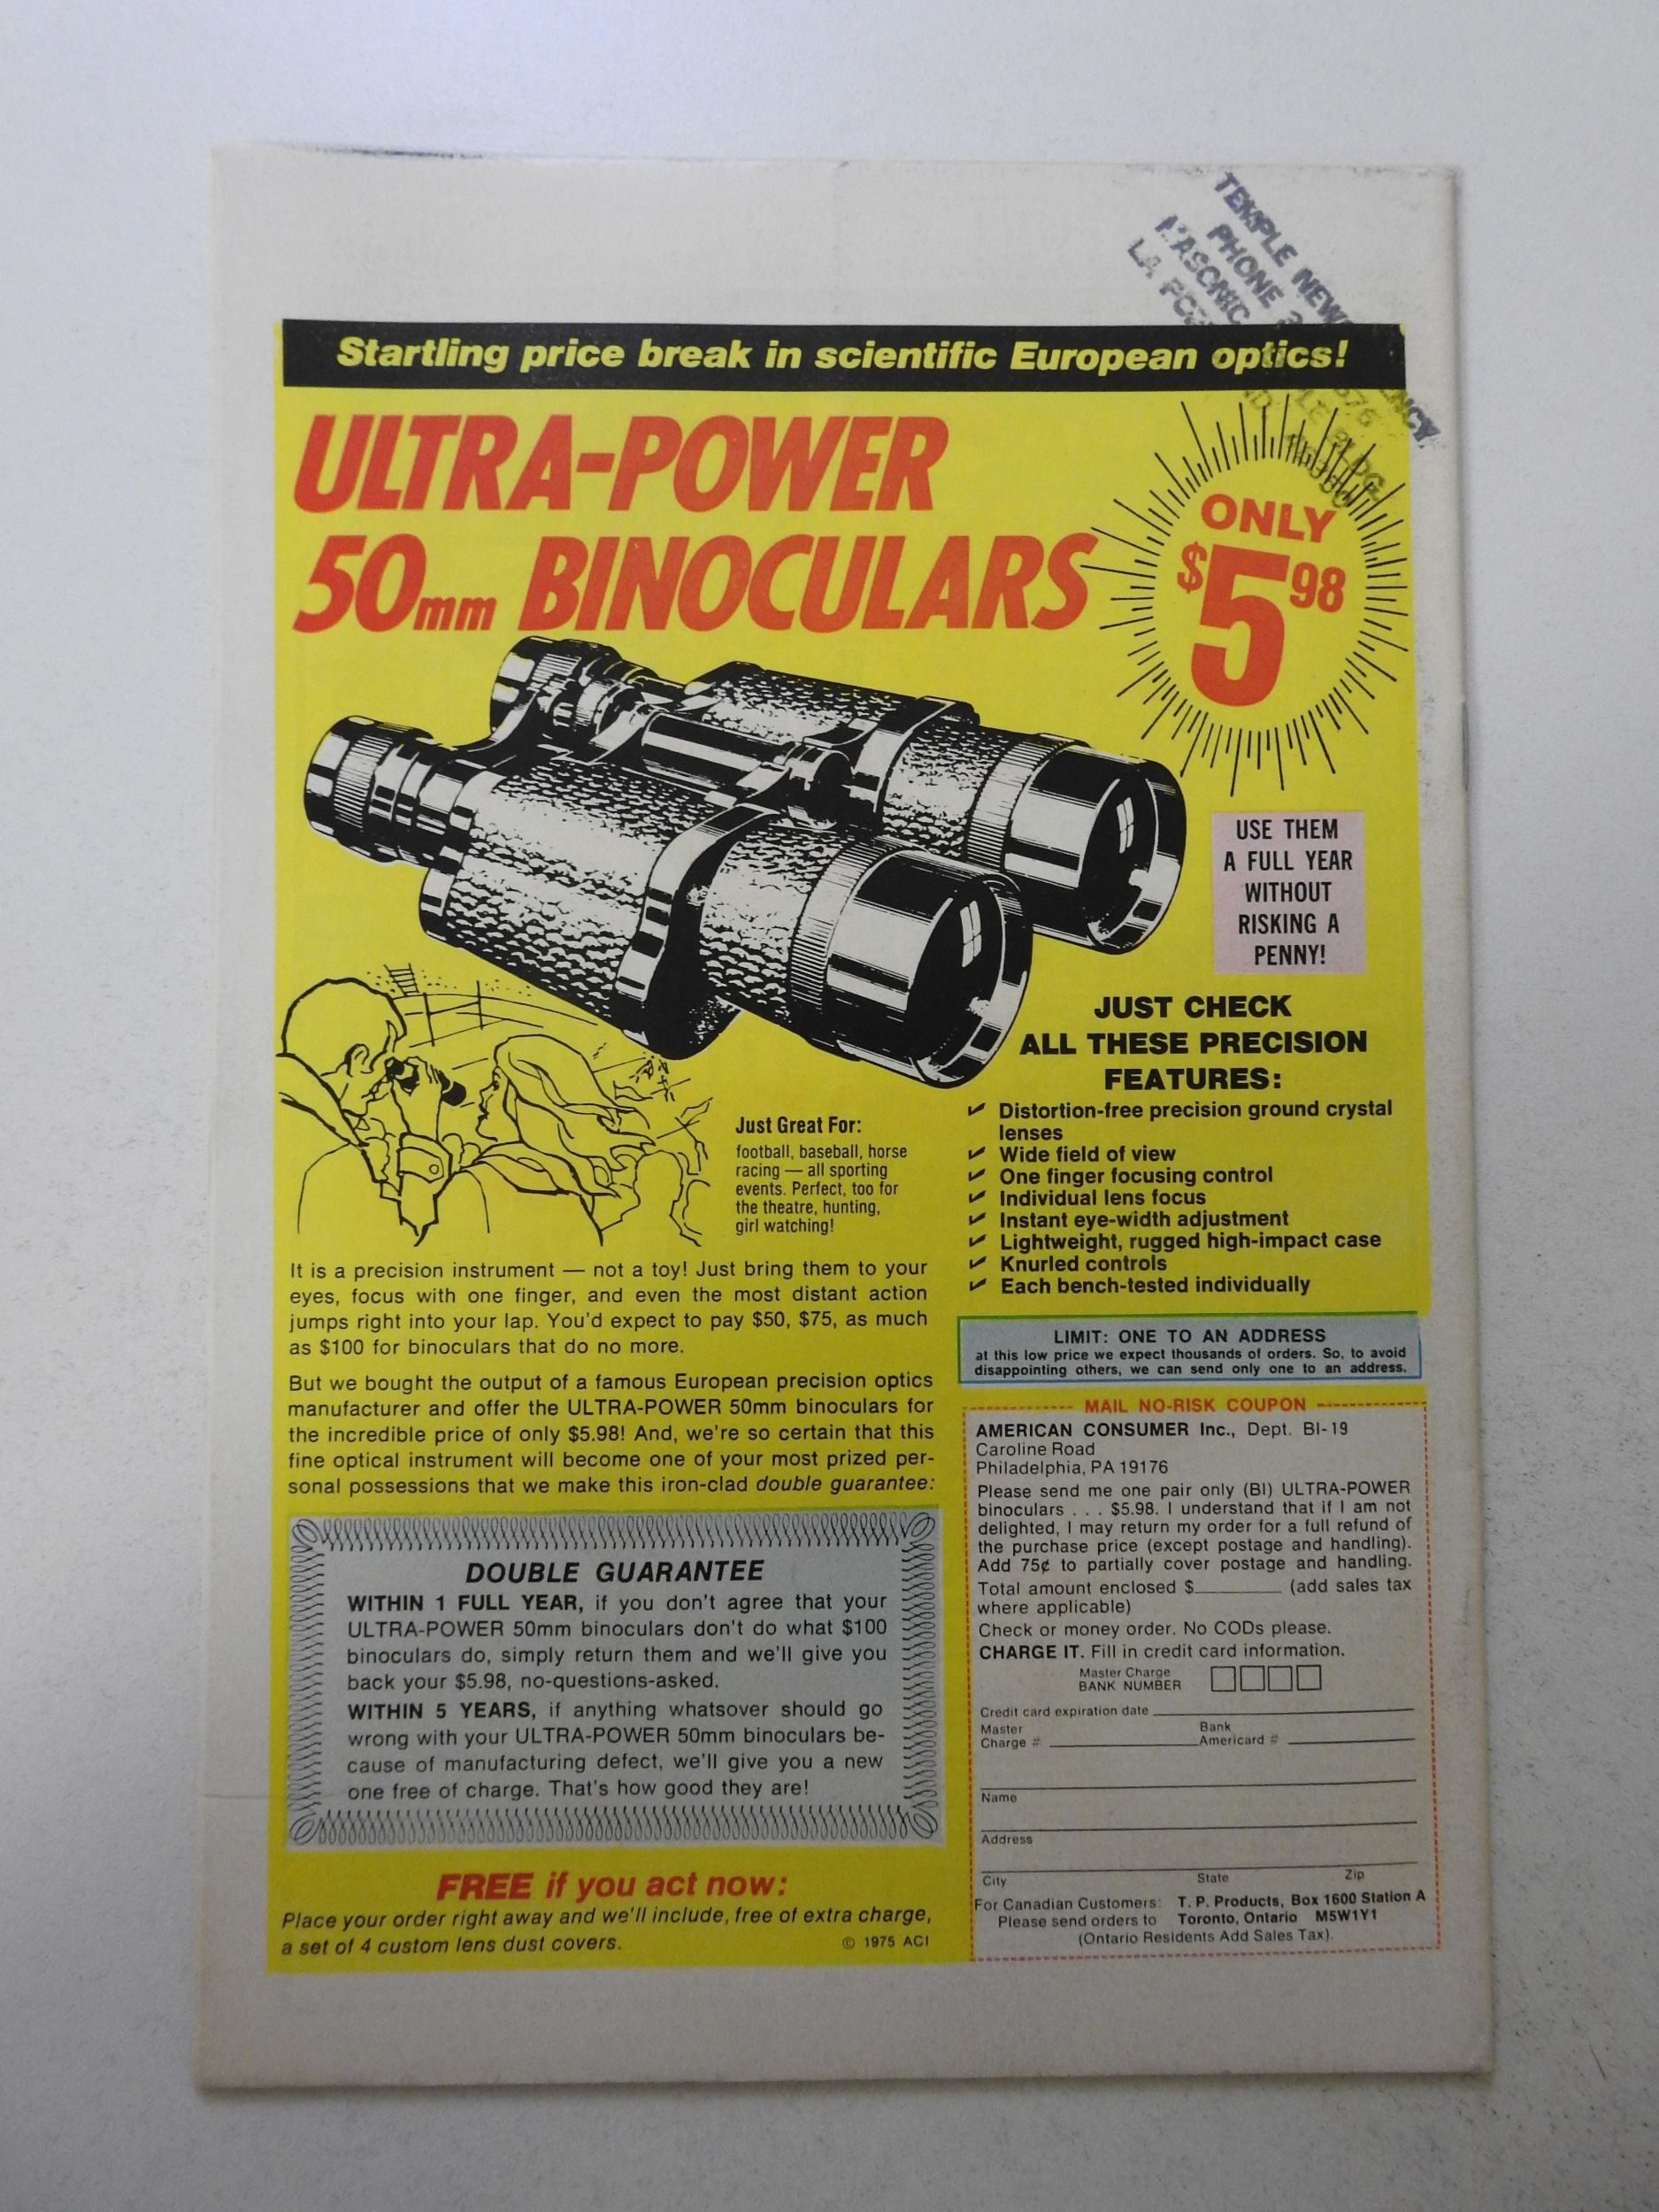 TEMPLE NEWS
PHONE
MASONIC
LA
Startling price break in scientific European optics!
ULTRA-POWER
50mm BINOCULARS
ONLY
$5 98
USE THEM
A FULL YEAR
WITHOUT
RISKING A
PENNY!
JUST CHECK
ALL THESE PRECISION
FEATURES:
✔ Distortion-free precision ground crystal
lenses
✔ Wide field of view
✔ One finger focusing control
✔ Individual lens focus
✔ Instant eye-width adjustment
✔ Lightweight, rugged high-impact case
✔ Knurled controls
✔ Each bench-tested individually
Just Great For:
football, baseball, horse
racing — all sporting
events. Perfect, too for
the theatre, hunting,
girl watching!
It is a precision instrument — not a toy! Just bring them to your
eyes, focus with one finger, and even the most distant action
jumps right into your lap. You'd expect to pay $50, $75, as much
as $100 for binoculars that do no more.
But we bought the output of a famous European precision optics
manufacturer and offer the ULTRA-POWER 50mm binoculars for
the incredible price of only $5.98! And, we're so certain that this
fine optical instrument will become one of your most prized per-
sonal possessions that we make this iron-clad double guarantee:
DOUBLE GUARANTEE
WITHIN 1 FULL YEAR, if you don't agree that your
ULTRA-POWER 50mm binoculars don't do what $100
binoculars do, simply return them and we'll give you
back your $5.98, no-questions-asked.
WITHIN 5 YEARS, if anything whatsover should go
wrong with your ULTRA-POWER 50mm binoculars be-
cause of manufacturing defect, we'll give you a new
one free of charge. That's how good they are!
FREE if you act now:
Place your order right away and we'll include, free of extra charge,
a set of 4 custom lens dust covers.
© 1975 ACI
LIMIT: ONE TO AN ADDRESS
at this low price we expect thousands of orders. So, to avoid
disappointing others, we can send only one to an address.
MAIL NO-RISK COUPON
AMERICAN CONSUMER Inc., Dept. BI-19
Caroline Road
Philadelphia, PA 19176
Please send me one pair only (BI) ULTRA-POWER
binoculars . . . $5.98. I understand that if I am not
delighted, I may return my order for a full refund of
the purchase price (except postage and handling).
Add 75¢ to partially cover postage and handling.
Total amount enclosed $_________ (add sales tax
where applicable)
Check or money order. No CODs please.
CHARGE IT. Fill in credit card information.
Master Charge
BANK NUMBER
Credit card expiration date
Master Bank
Charge # Americard #
Name
Address
City State Zip
For Canadian Customers: T. P. Products, Box 1600 Station A
Please send orders to Toronto, Ontario M5W1Y1
(Ontario Residents Add Sales Tax).